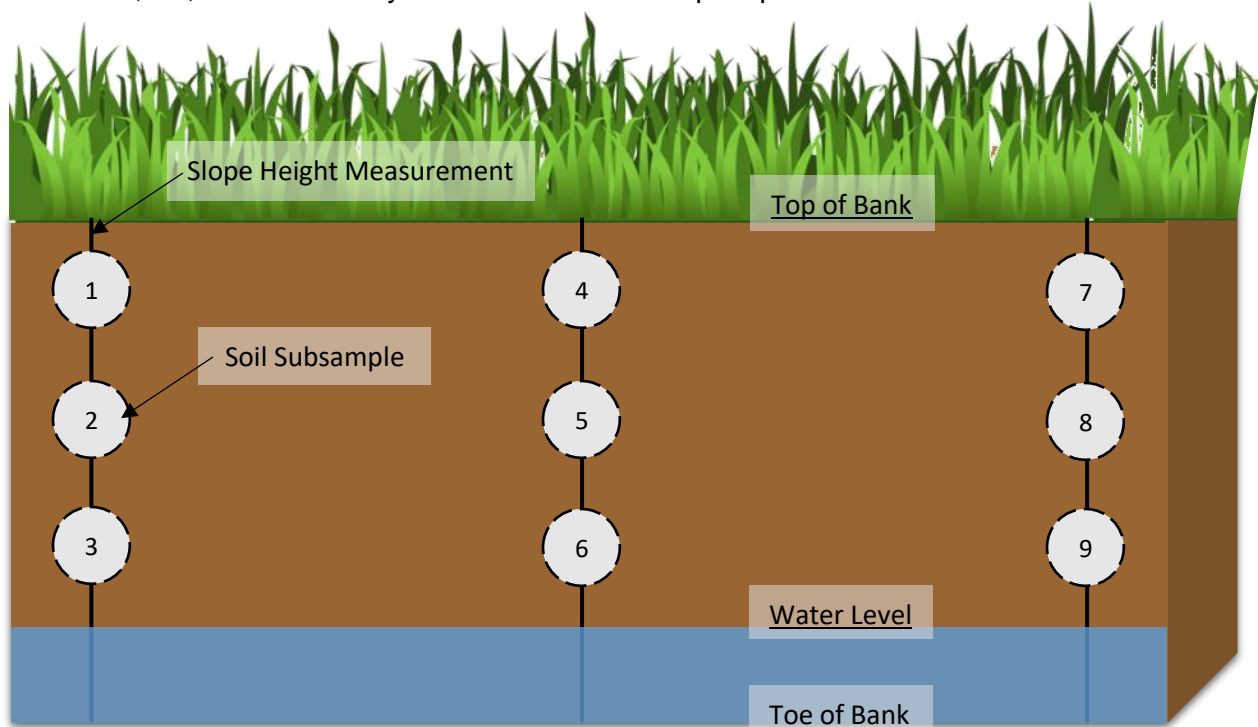 Slope Height Measurement
Top of Bank
1
4
7
Soil Subsample
2
5
8
3
6
9
Water Level
Toe of Bank